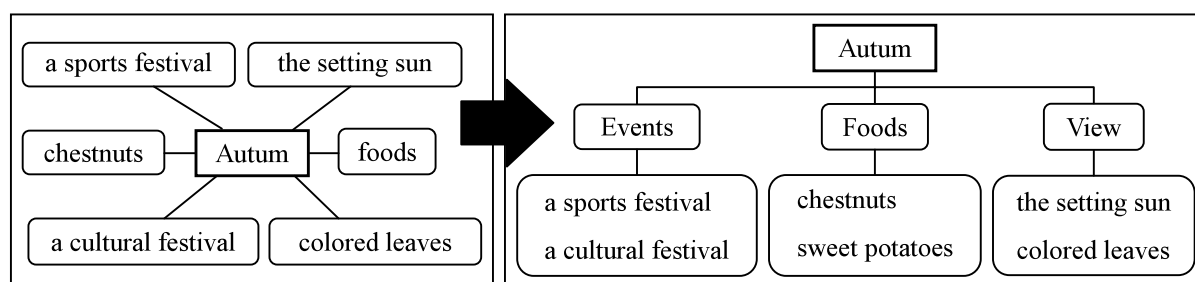 a sports festival
the setting sun
chestnuts
Autum
foods
a cultural festival
colored leaves
Autum
Events
Foods
View
a sports festival
a cultural festival
chestnuts
sweet potatoes
the setting sun
colored leaves